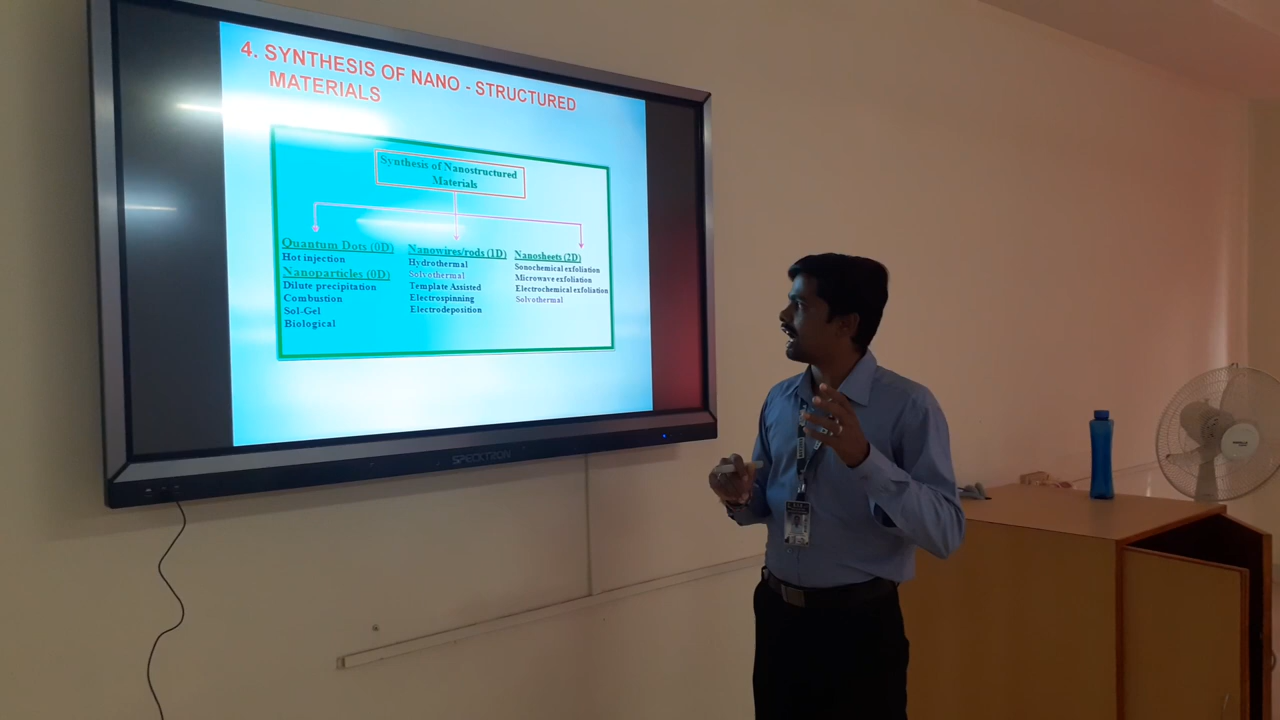 4. SYNTHESIS OF NANO - STRUCTURED
MATERIALS
Synthesis of Nanostructured
Materials
Quantum Dots (0D)
Hot injection
Nanoparticles (0D)
Dilute precipitation
Combustion
Sol-Gel
Biological
Nanowires/rods (1D)
Hydrothermal
Solvothermal
Template Assisted
Electrospinning
Electrodeposition
Nanosheets (2D)
Sonochemical exfoliation
Microwave exfoliation
Electrochemical exfoliation
Solvothermal
SPECKTRON